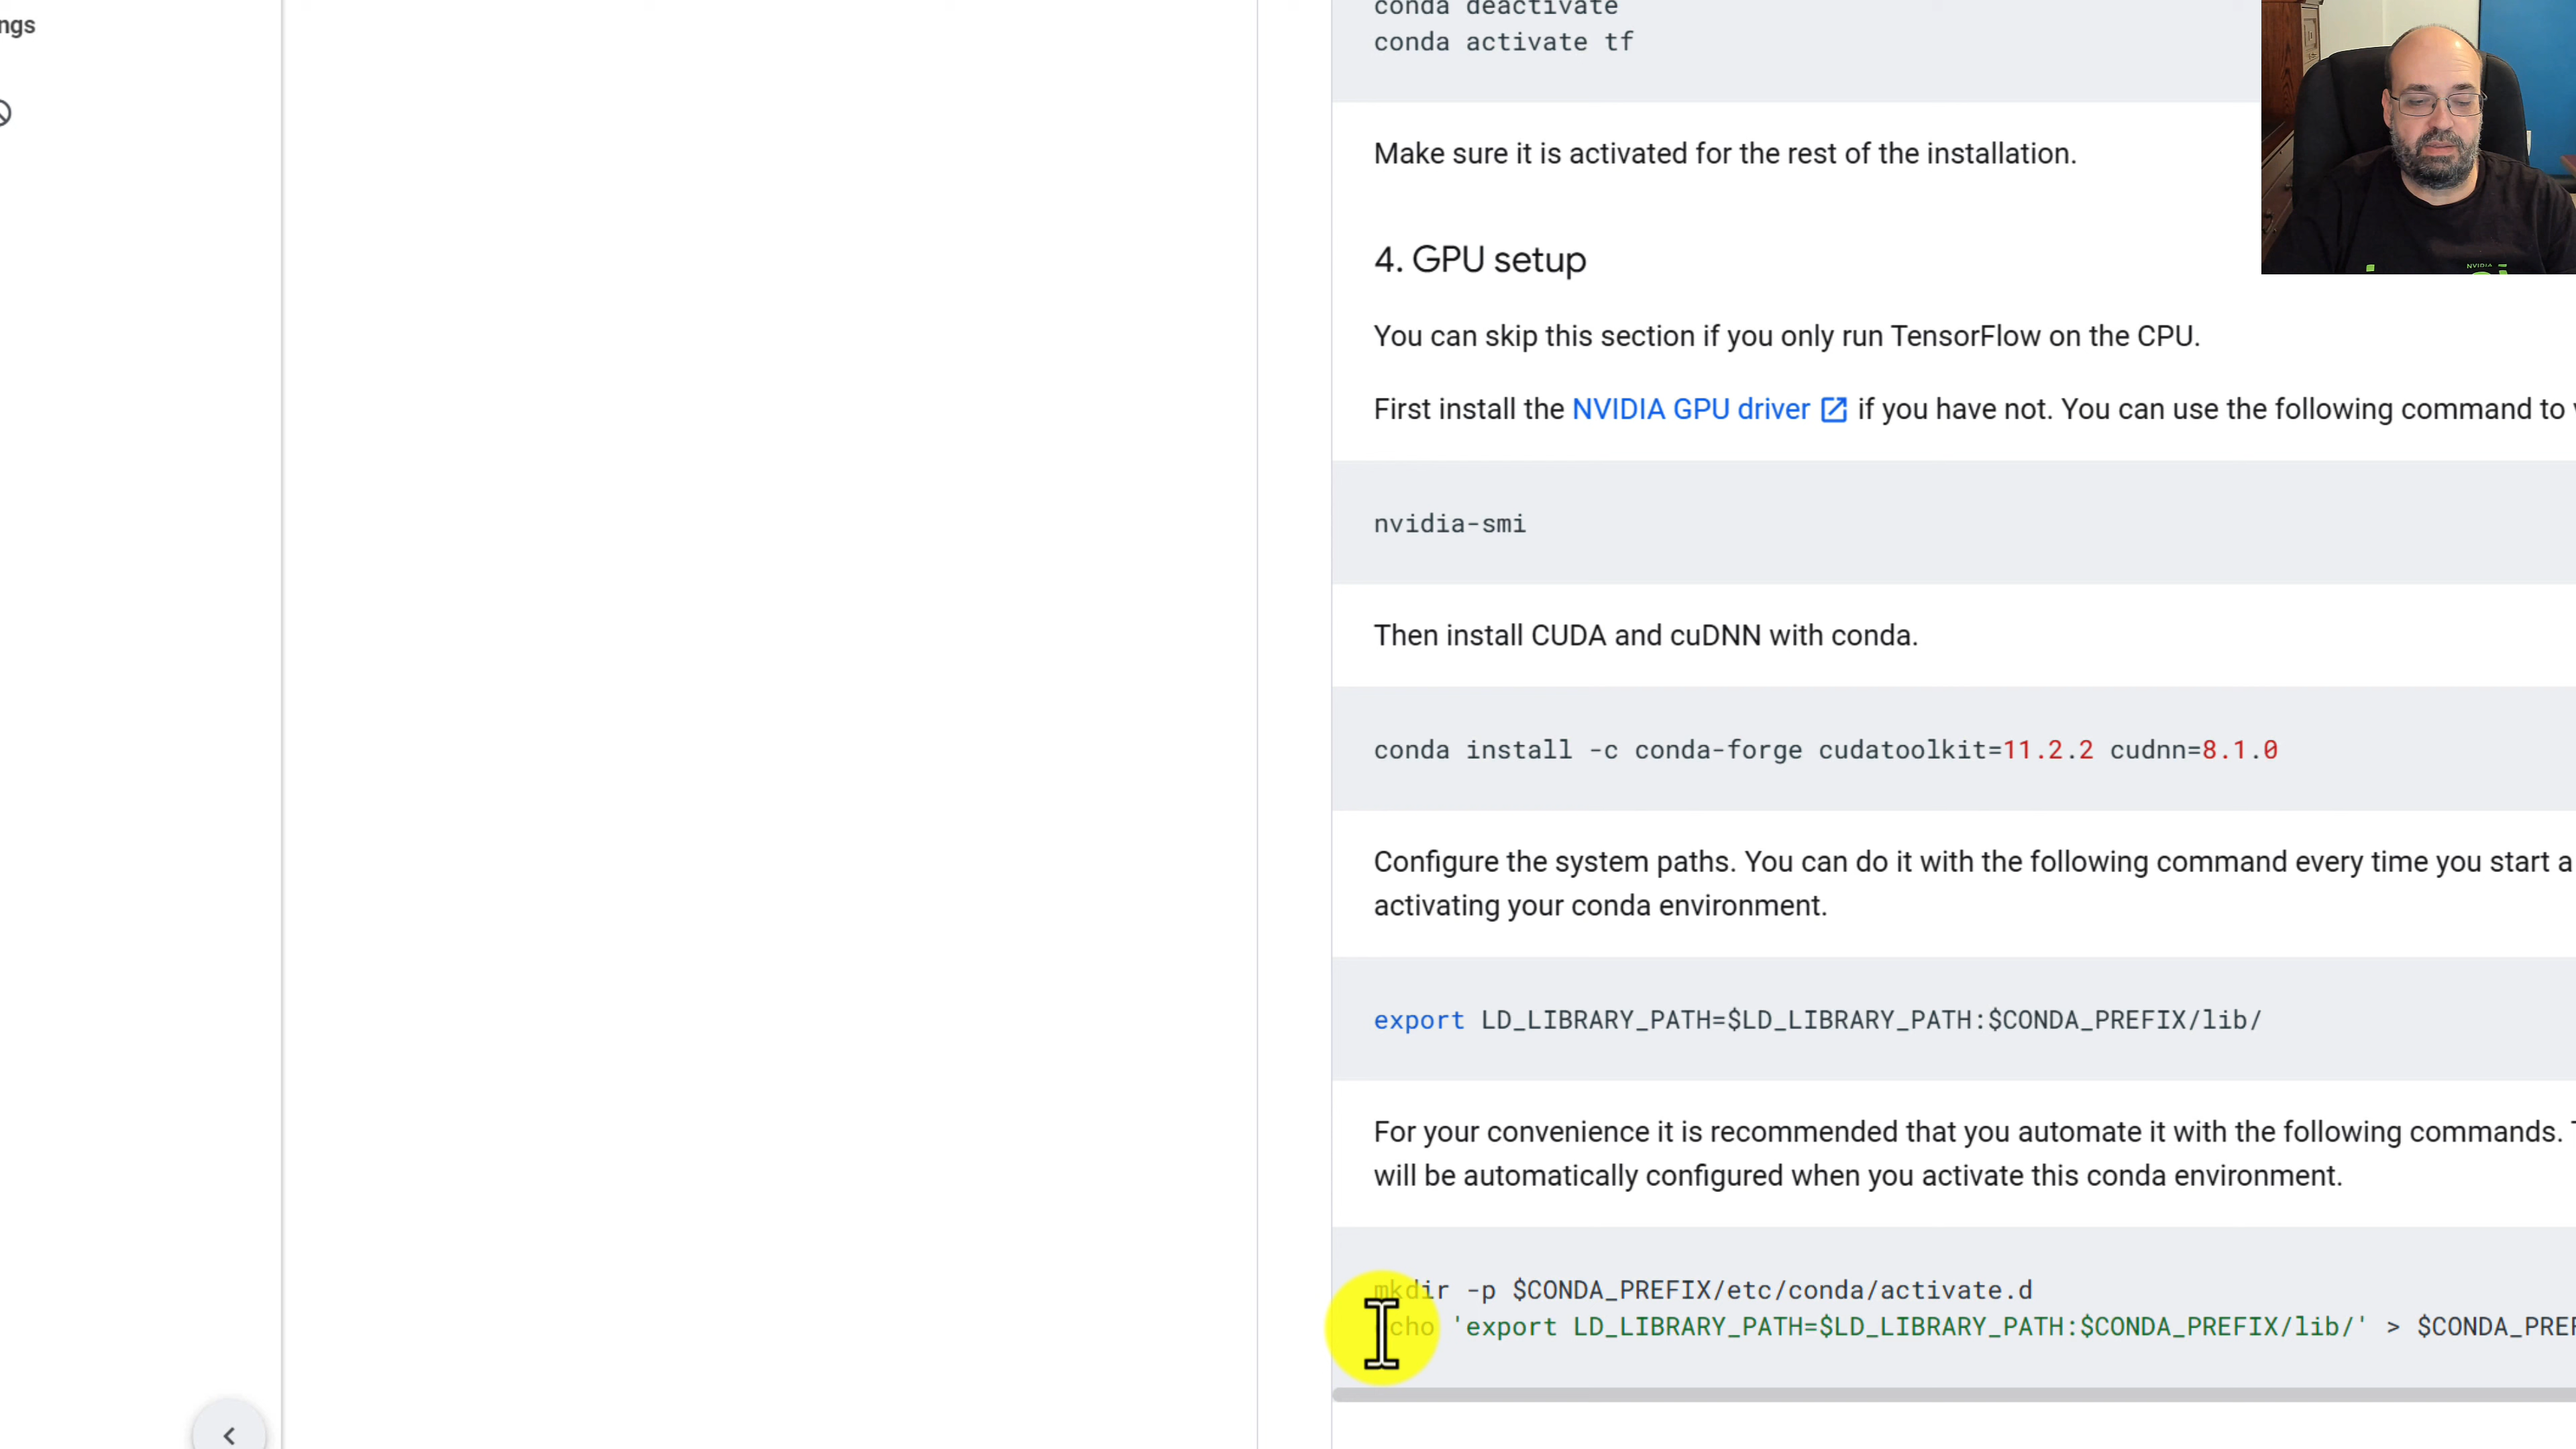 ngs
conda deactivate
conda activate tf
Make sure it is activated for the rest of the installation.
NVIDIA
4. GPU setup
You can skip this section if you only run TensorFlow on the CPU.
First install the NVIDIA GPU driver if you have not. You can use the following command to
nvidia-smi
Then install CUDA and cuDNN with conda.
conda install -c conda-forge cudatoolkit=11.2.2 cudnn=8.1.0
Configure the system paths. You can do it with the following command every time you start a
activating your conda environment.
export LD_LIBRARY_PATH=$LD_LIBRARY_PATH:$CONDA_PREFIX/lib/
For your convenience it is recommended that you automate it with the following commands.
will be automatically configured when you activate this conda environment.
mkdir -p $CONDA_PREFIX/etc/conda/activate.d
echo 'export LD_LIBRARY_PATH=$LD_LIBRARY_PATH:$CONDA_PREFIX/lib/' > $CONDA_PREF